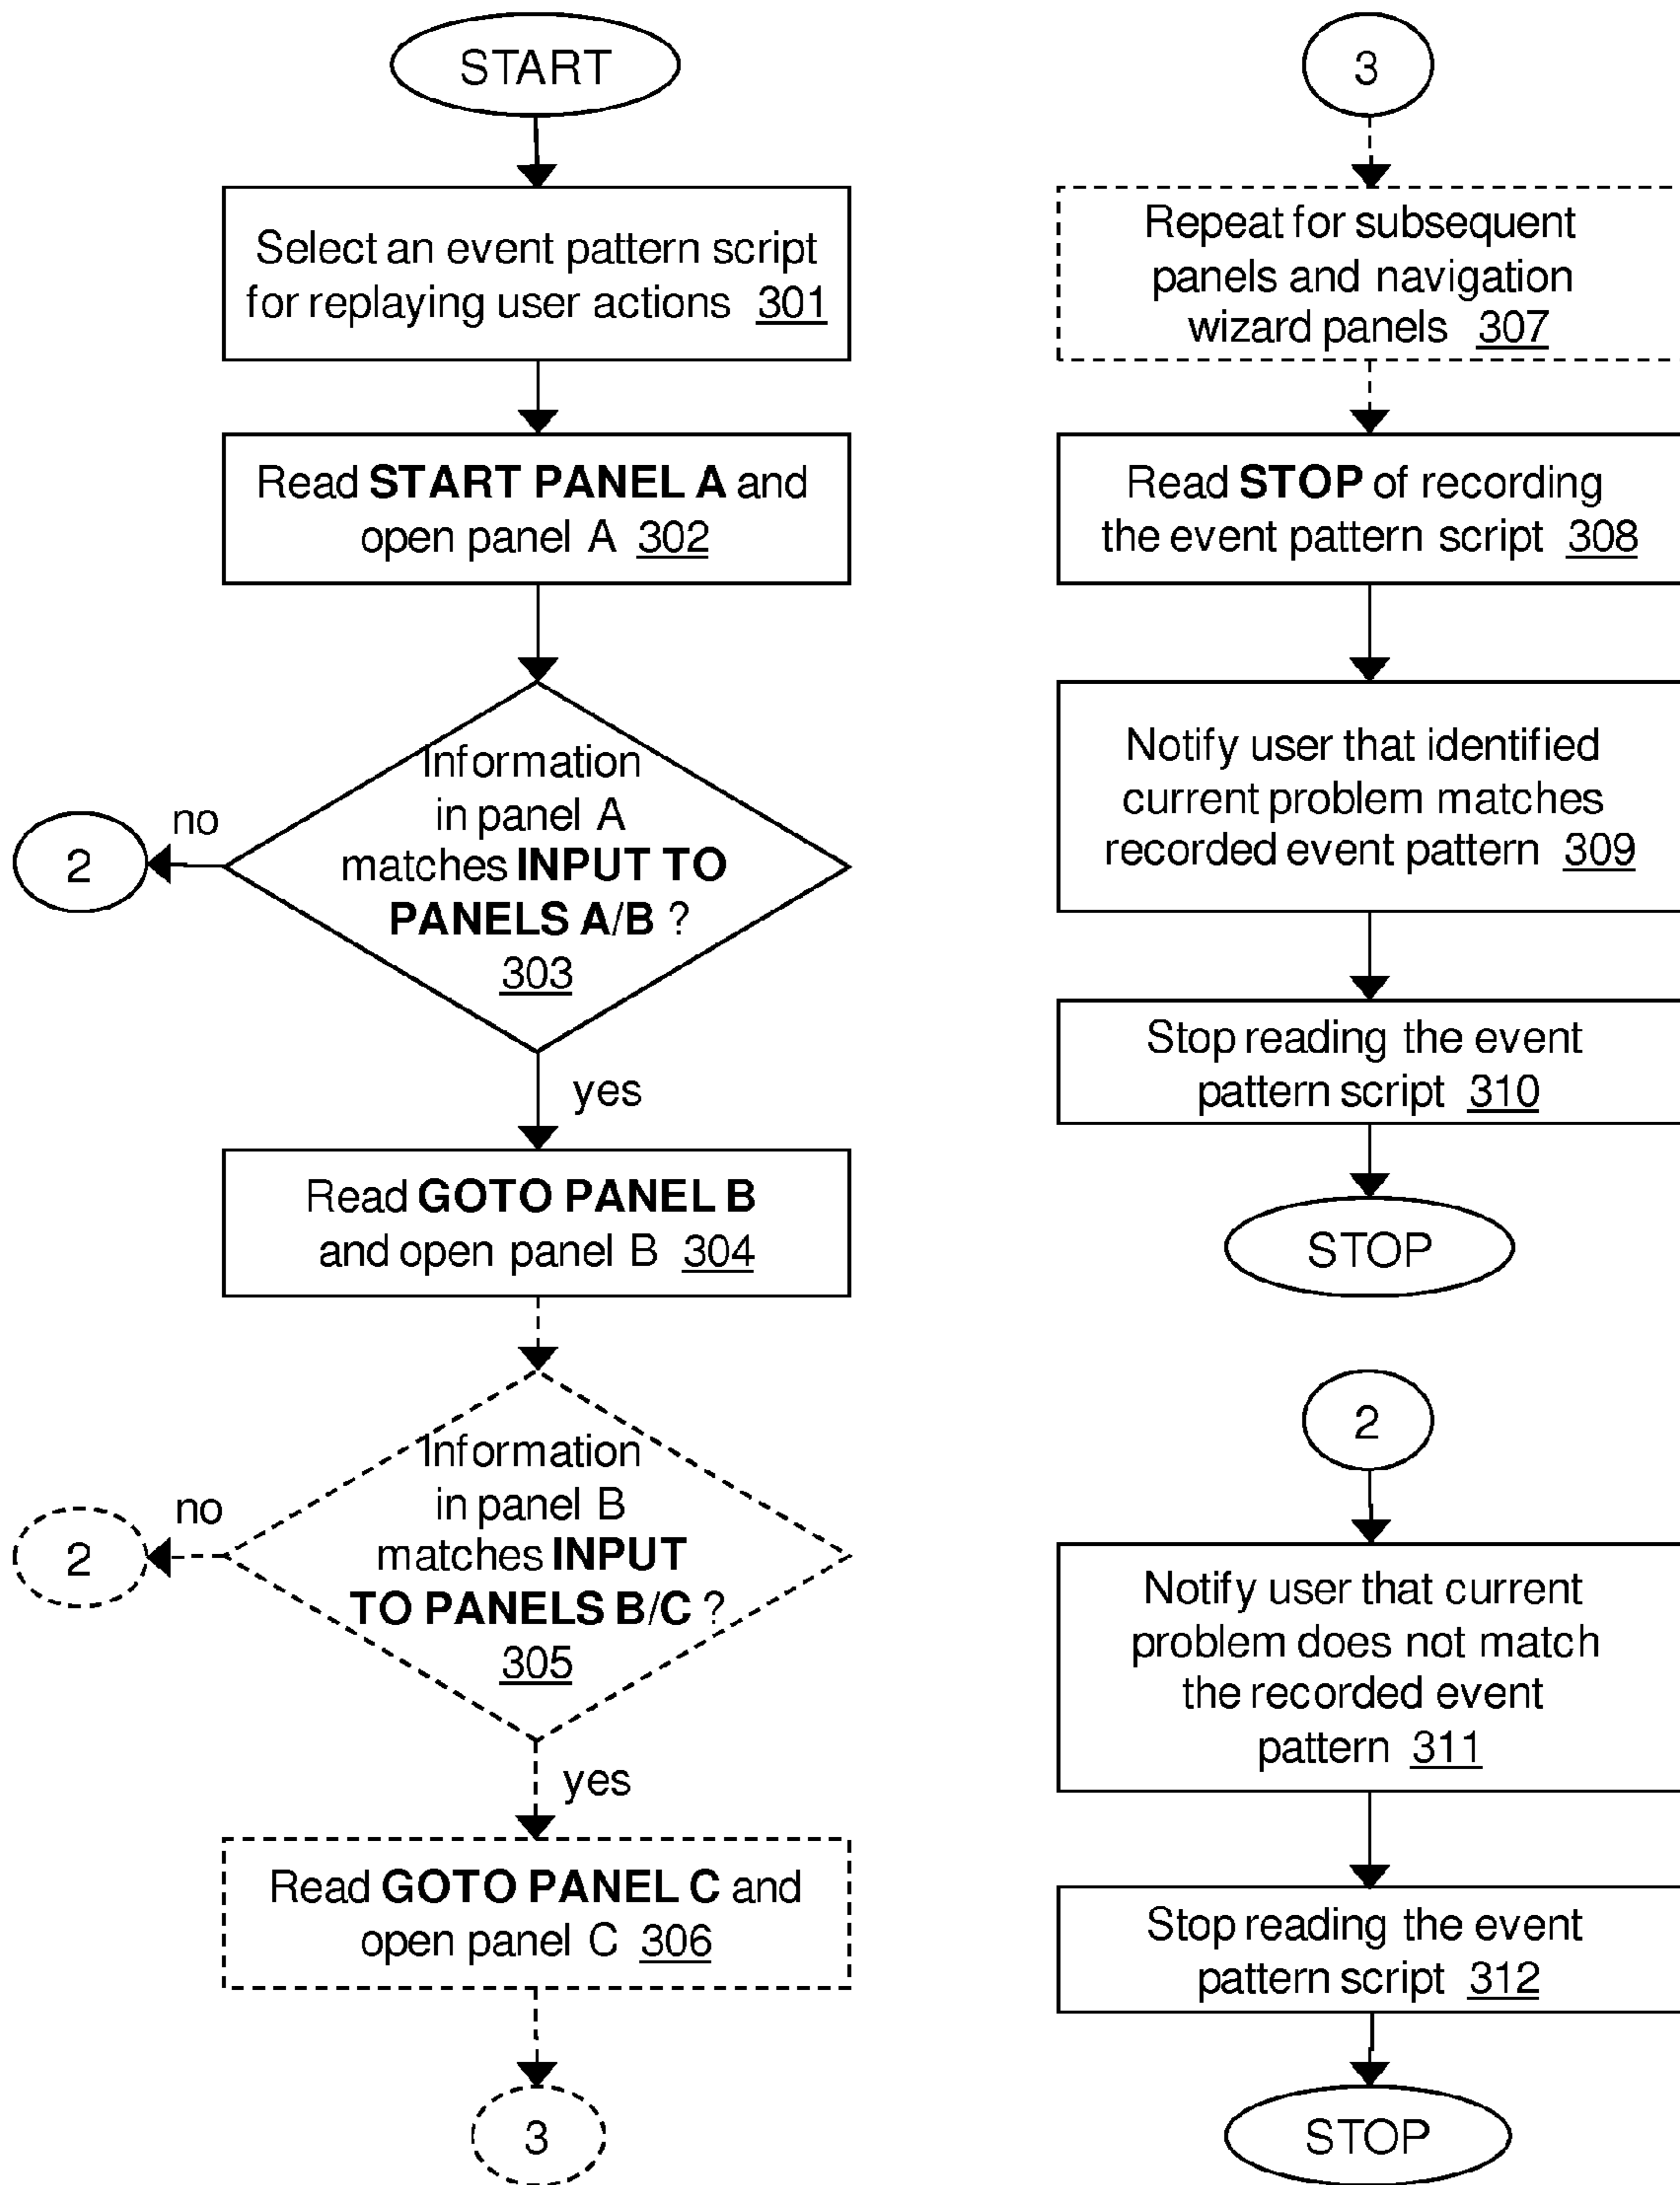 START
Select an event pattern script
for replaying user actions 301
Read START PANEL A and
open panel A 302
Information
in panel A
matches INPUT TO
PANELS A/B ?
303
no
2
yes
Read GOTO PANEL B
and open panel B 304
Information
in panel B
matches INPUT
TO PANELS B/C ?
305
no
2
yes
Read GOTO PANEL C and
open panel C 306
3
3
Repeat for subsequent
panels and navigation
wizard panels 307
Read STOP of recording
the event pattern script 308
Notify user that identified
current problem matches
recorded event pattern 309
Stop reading the event
pattern script 310
STOP
2
Notify user that current
problem does not match
the recorded event
pattern 311
Stop reading the event
pattern script 312
STOP